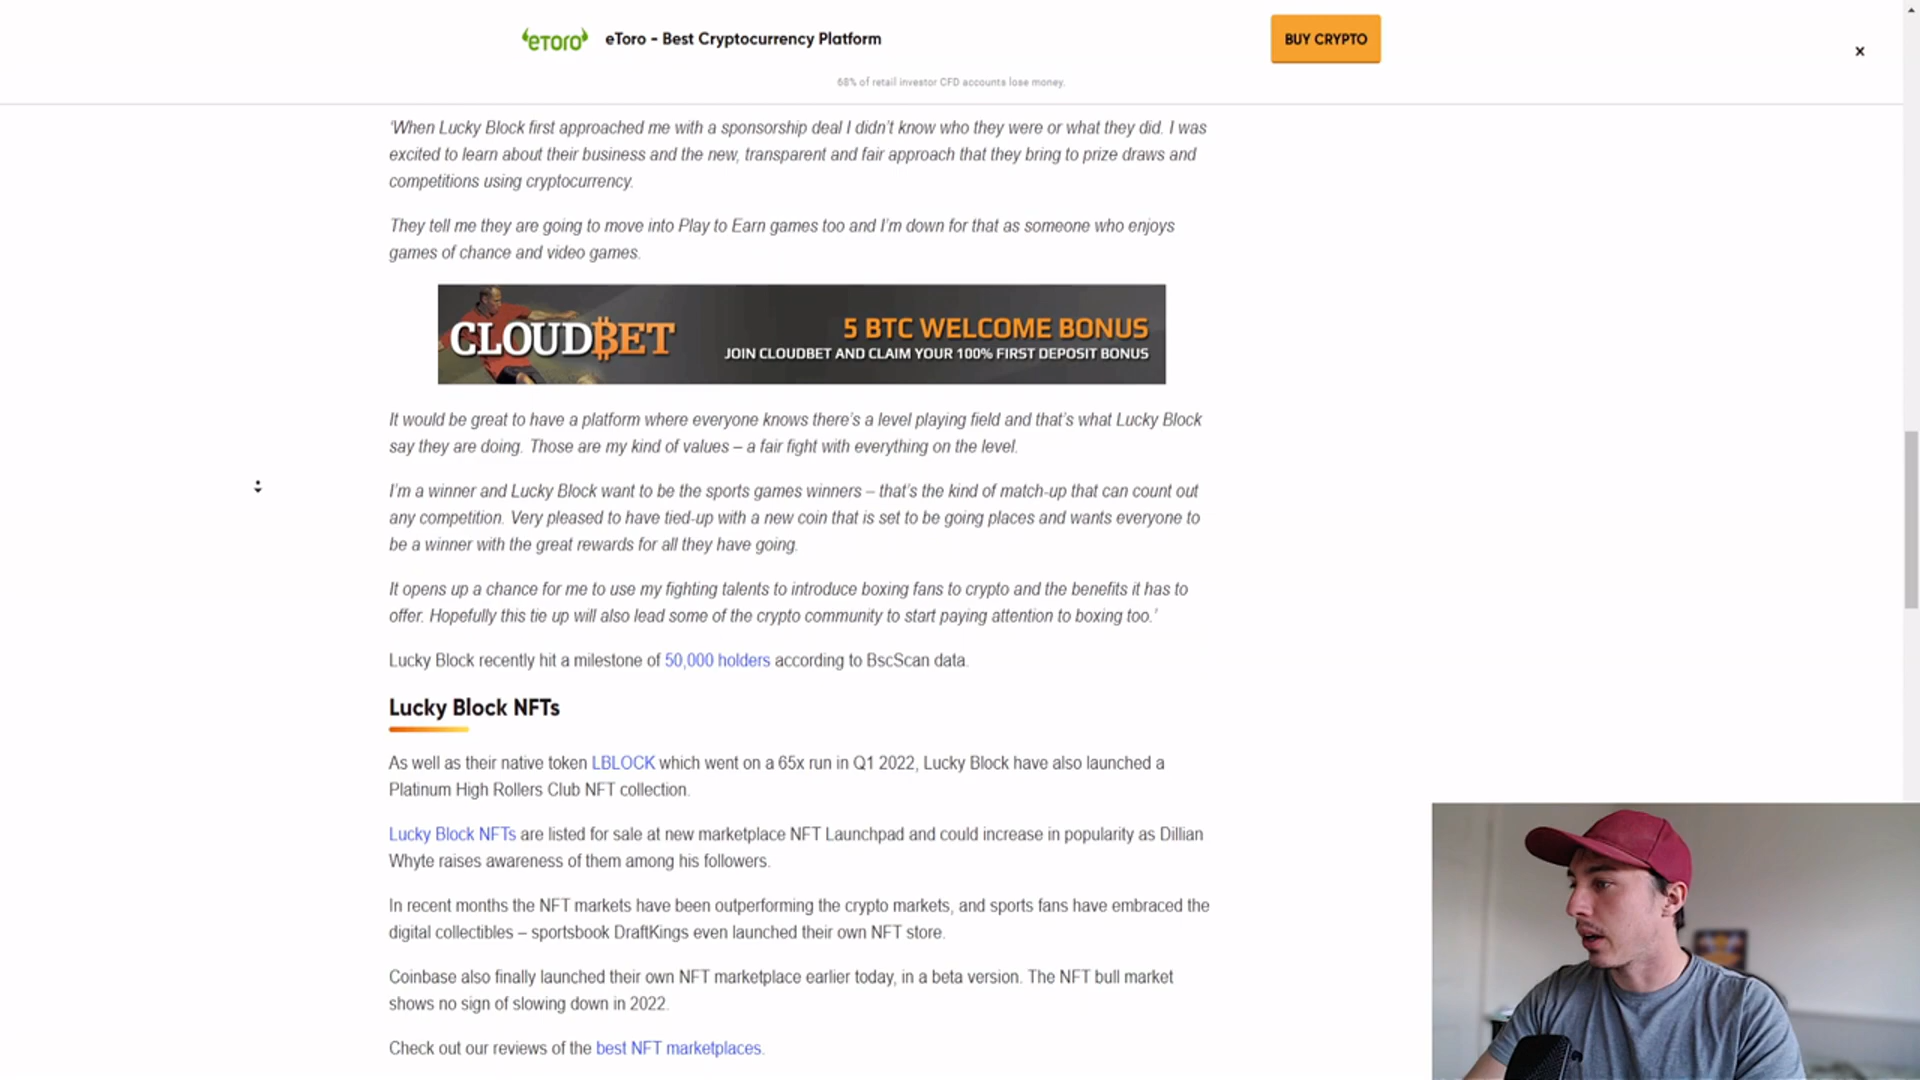 eToro
eToro - Best Cryptocurrency Platform
BUY CRYPTO
68% of retail investor CFD accounts lose money.
‘When Lucky Block first approached me with a sponsorship deal I didn’t know who they were or what they did. I was
excited to learn about their business and the new, transparent and fair approach that they bring to prize draws and
competitions using cryptocurrency.
They tell me they are going to move into Play to Earn games too and I’m down for that as someone who enjoys
games of chance and video games.
CLOUDBET
5 BTC WELCOME BONUS
JOIN CLOUDBET AND CLAIM YOUR 100% FIRST DEPOSIT BONUS
It would be great to have a platform where everyone knows there’s a level playing field and that’s what Lucky Block
say they are doing. Those are my kind of values – a fair fight with everything on the level.
I’m a winner and Lucky Block want to be the sports games winners – that’s the kind of match-up that can count out
any competition. Very pleased to have tied-up with a new coin that is set to be going places and wants everyone to
be a winner with the great rewards for all they have going.
It opens up a chance for me to use my fighting talents to introduce boxing fans to crypto and the benefits it has to
offer. Hopefully this tie up will also lead some of the crypto community to start paying attention to boxing too.’
Lucky Block recently hit a milestone of 50,000 holders according to BscScan data.
Lucky Block NFTs
As well as their native token LBLOCK which went on a 65x run in Q1 2022, Lucky Block have also launched a
Platinum High Rollers Club NFT collection.
Lucky Block NFTs are listed for sale at new marketplace NFT Launchpad and could increase in popularity as Dillian
Whyte raises awareness of them among his followers.
In recent months the NFT markets have been outperforming the crypto markets, and sports fans have embraced the
digital collectibles – sportsbook DraftKings even launched their own NFT store.
Coinbase also finally launched their own NFT marketplace earlier today, in a beta version. The NFT bull market
shows no sign of slowing down in 2022.
Check out our reviews of the best NFT marketplaces.